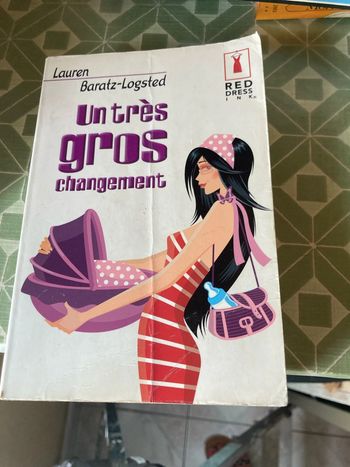 Lauren
Baratz-Logsted
RED
DRESS
INK
Un très
gros
changement